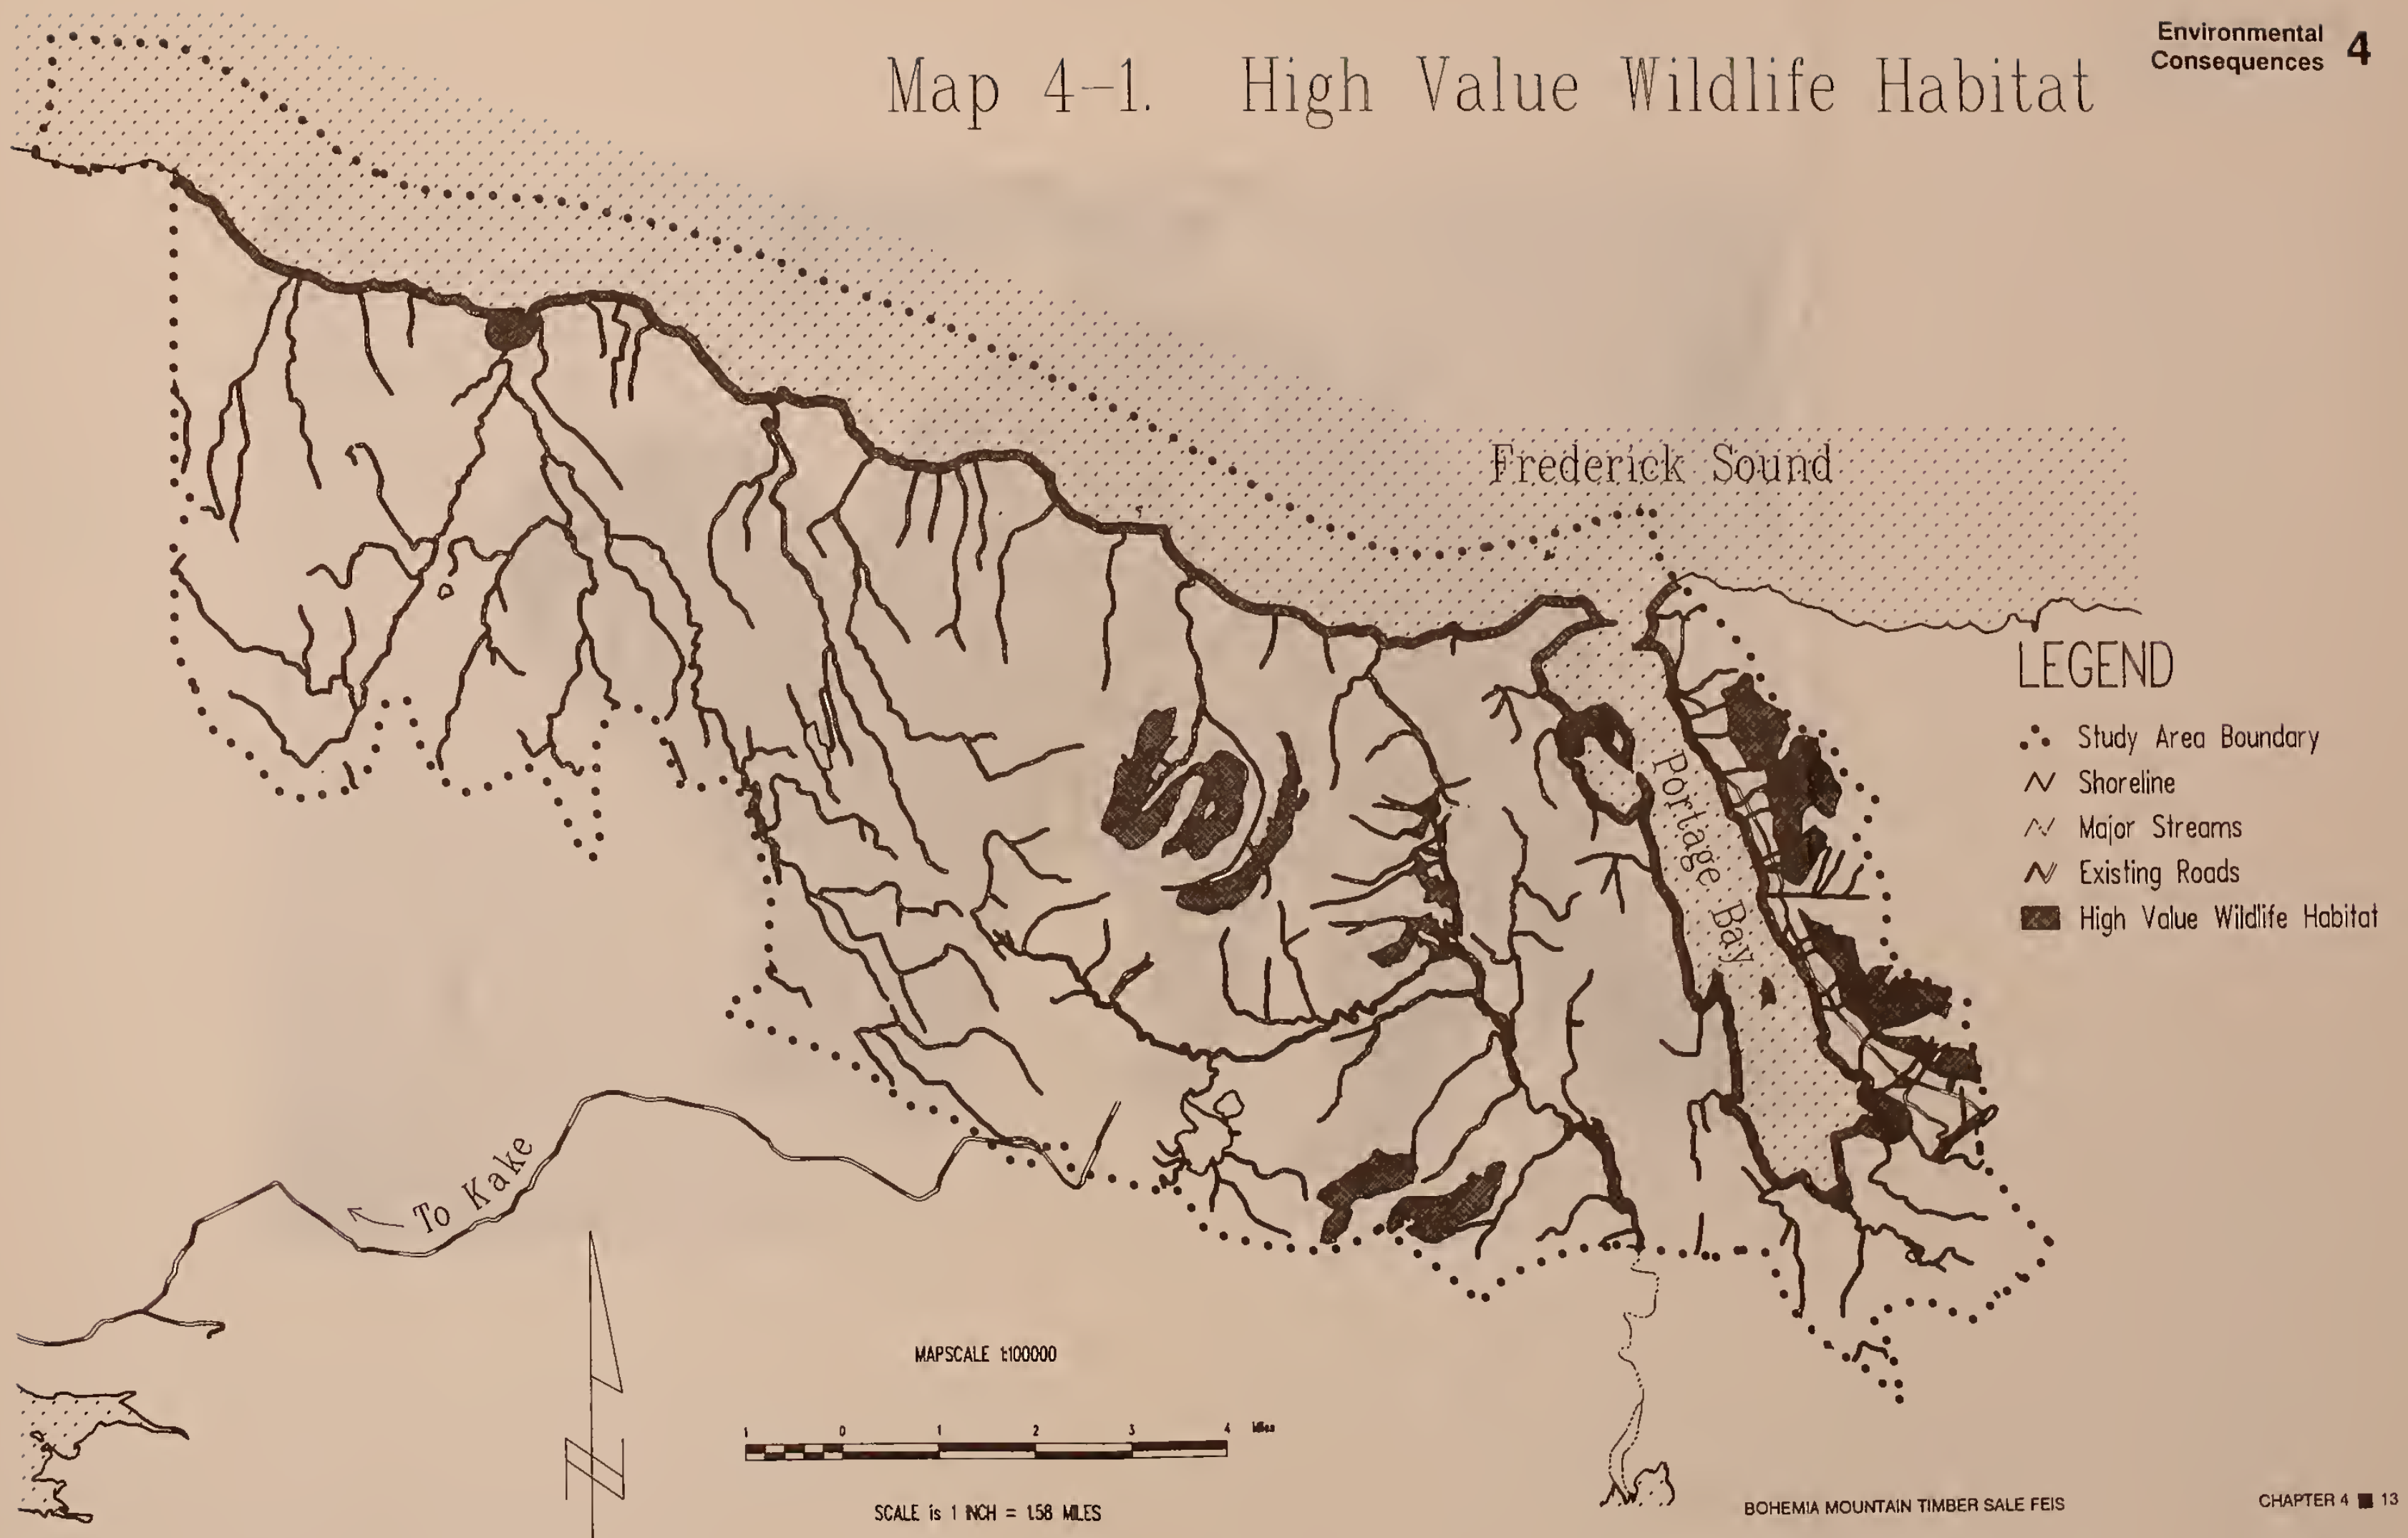 Environmental
Consequences 4
Map 4-1. High Value Wildlife Habitat
Frederick Sound
Portage Bay
LEGEND
Study Area Boundary
Shoreline
Major Streams
Existing Roads
High Value Wildlife Habitat
To Kake
MAPSCALE 1:100000
1 0 1 2 3 4 Miles
SCALE is 1 INCH = 1.58 MILES
BOHEMIA MOUNTAIN TIMBER SALE FEIS
CHAPTER 4 ■ 13